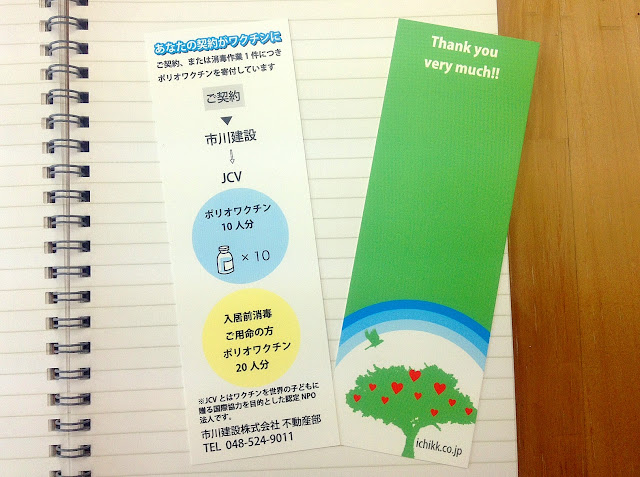 あなたの契約がワクチンに
ご契約、または消毒作業1件につき
ポリオワクチンを寄付しています
ご契約
市川建設
JCV
ポリオワクチン
10人分
× 10
入居前消毒
ご用命の方
ポリオワクチン
20人分
※JCVとはワクチンを世界の子どもに
贈る国際協力を目的とした認定NPO
法人です。
市川建設株式会社 不動産部
TEL 048-524-9011
Thank you
very much!!
ichikk.co.jp